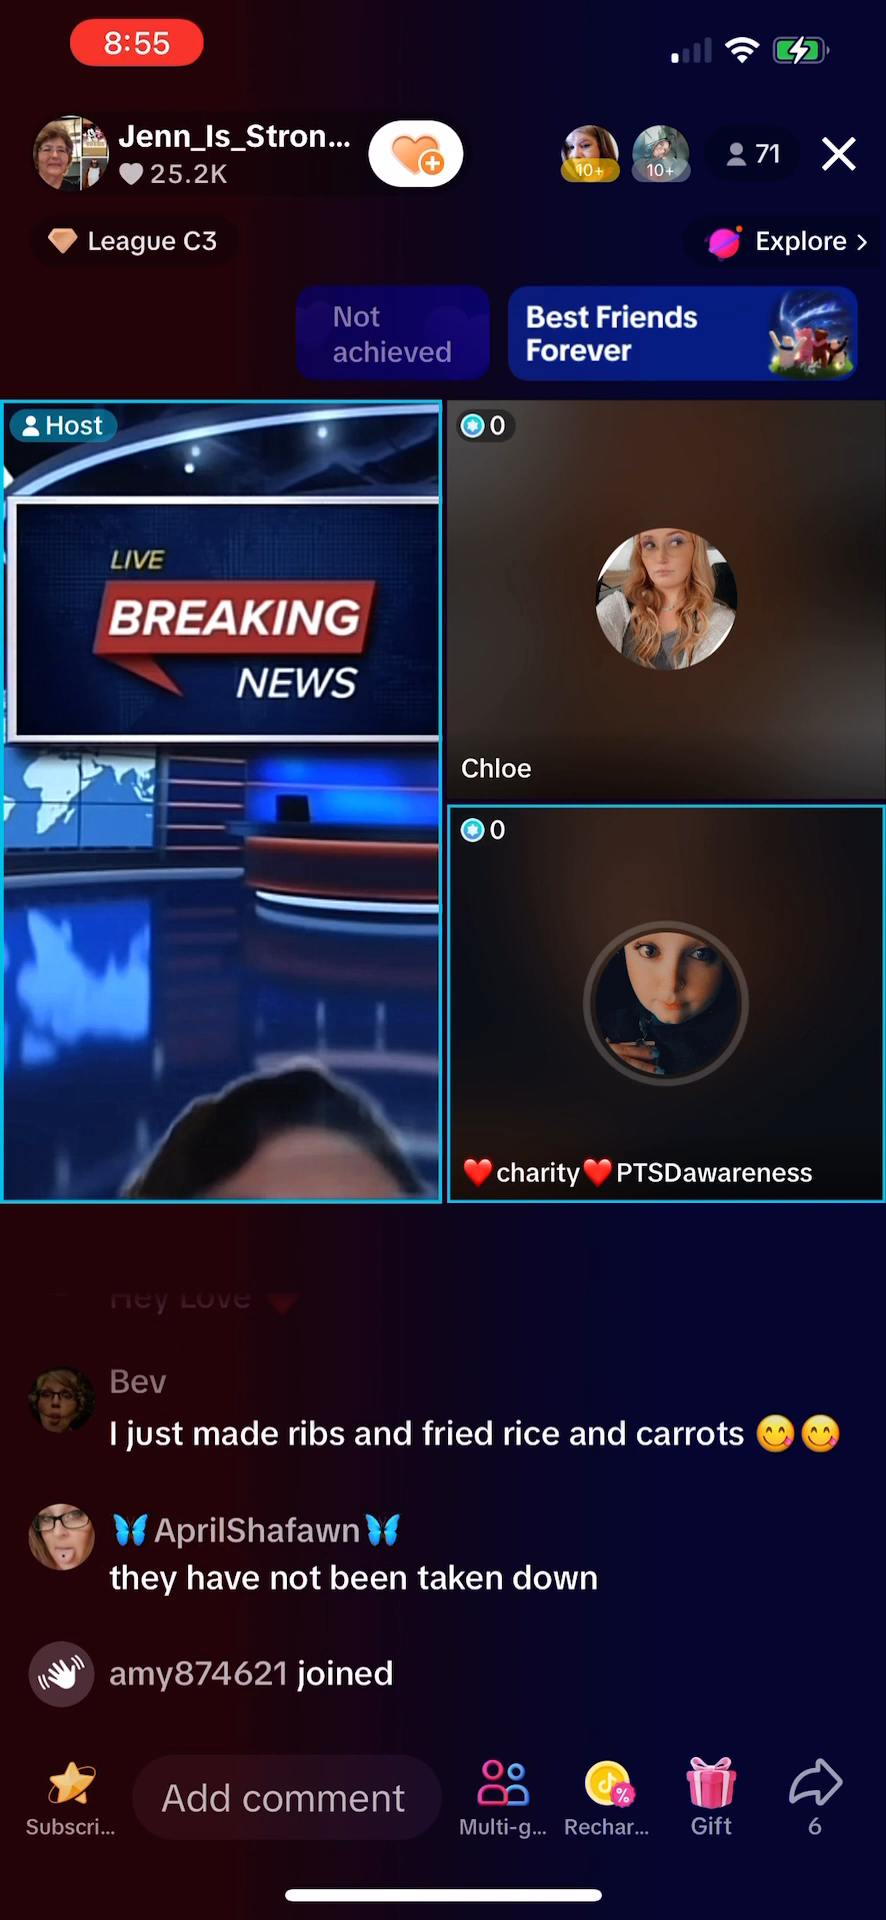 8:55
Jenn_Is_Stron...
25.2K
10+
10+
71
League C3
Explore >
Not
achieved
Best Friends
Forever
Host
0
LIVE
BREAKING
NEWS
Chloe
0
❤️charity❤️PTSDawareness
Hey Love ❤️
Bev
I just made ribs and fried rice and carrots 😋😋
🦋AprilShafawn🦋
they have not been taken down
amy874621 joined
Subscri...
Add comment
Multi-g...
Rechar...
Gift
6